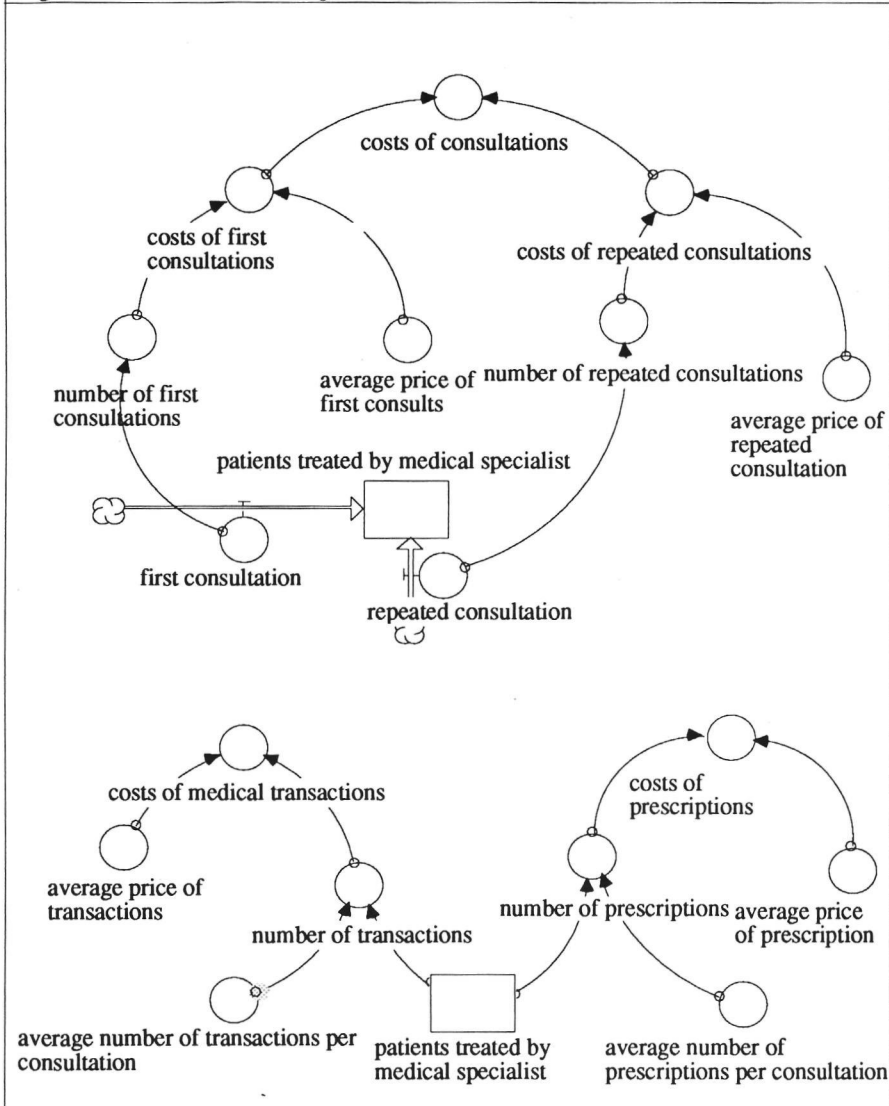 costs of consultations
costs of first
consultations
costs of repeated consultations
number of first
consultations
average price of
first consults
number of repeated consultations
average price of
repeated
consultation
patients treated by medical specialist
first consultation
repeated consultation
costs of medical transactions
costs of
prescriptions
average price of
transactions
number of transactions
number of prescriptions
average price
of prescription
average number of transactions per
consultation
patients treated by
medical specialist
average number of
prescriptions per consultation